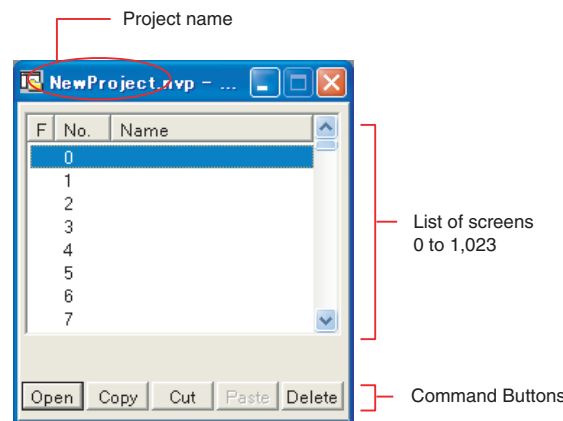 Project name
NewProject.nvp - ...
F No. Name
0
1
2
3
4
5
6
7
List of screens
0 to 1,023
Open Copy Cut Paste Delete
Command Buttons